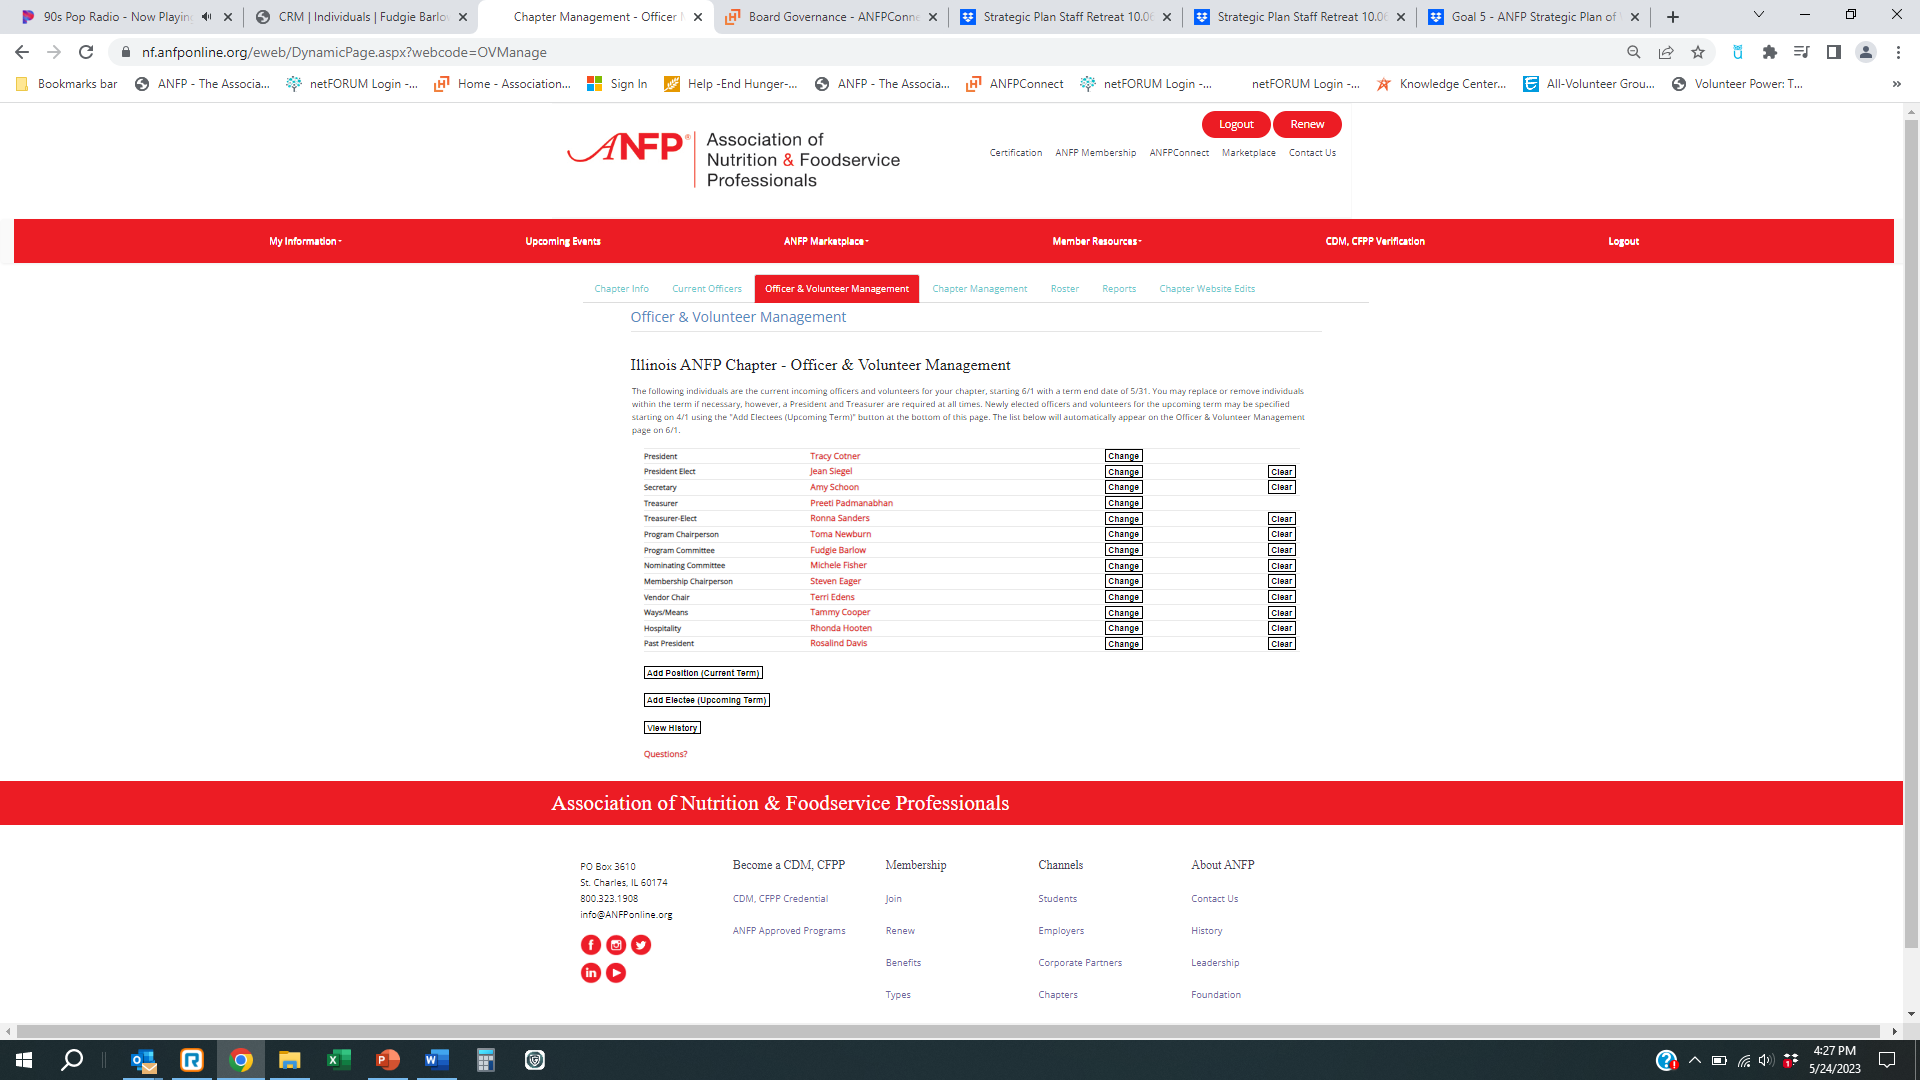 90s Pop Radio - Now Playin
CRM | Individuals | Fudgie Barlo
Chapter Management - Officer
Board Governance - ANFPConne
Strategic Plan Staff Retreat 10.06
Strategic Plan Staff Retreat 10.06
Goal 5 - ANFP Strategic Plan of
nf.anfponline.org/eweb/DynamicPage.aspx?webcode=OVManage
Bookmarks bar
ANFP - The Associa...
netFORUM Login -...
Home - Association...
Sign In
Help -End Hunger-...
ANFP - The Associa...
ANFPConnect
netFORUM Login -...
netFORUM Login -...
Knowledge Center...
All-Volunteer Grou...
Volunteer Power: T...
»
Logout Renew
ANFP® Association of
Nutrition & Foodservice
Professionals
Certification ANFP Membership ANFPConnect Marketplace Contact Us
My Information Upcoming Events ANFP Marketplace Member Resources CDM, CFPP Verification Logout
Chapter Info Current Officers Officer & Volunteer Management Chapter Management Roster Reports Chapter Website Edits
Officer & Volunteer Management
Illinois ANFP Chapter - Officer & Volunteer Management
The following individuals are the current incoming officers and volunteers for your chapter, starting 6/1 with a term end date of 5/31. You may replace or remove individuals
within the term if necessary, however, a President and Treasurer are required at all times. Newly elected officers and volunteers for the upcoming term may be specified
starting on 4/1 using the "Add Electees (Upcoming Term)" button at the bottom of this page. The list below will automatically appear on the Officer & Volunteer Management
page on 6/1.
President Tracy Cotner Change
President Elect Jean Siegel Change Clear
Secretary Amy Schoon Change Clear
Treasurer Preeti Padmanabhan Change
Treasurer-Elect Ronna Sanders Change Clear
Program Chairperson Toma Newburn Change Clear
Program Committee Fudgie Barlow Change Clear
Nominating Committee Michele Fisher Change Clear
Membership Chairperson Steven Eager Change Clear
Vendor Chair Terri Edens Change Clear
Ways/Means Tammy Cooper Change Clear
Hospitality Rhonda Hooten Change Clear
Past President Rosalind Davis Change Clear
Add Position (Current Term)
Add Electee (Upcoming Term)
View History
Questions?
Association of Nutrition & Foodservice Professionals
PO Box 3610
St. Charles, IL 60174
800.323.1908
info@ANFPonline.org
Become a CDM, CFPP
CDM, CFPP Credential
ANFP Approved Programs
Membership
Join
Renew
Benefits
Types
Channels
Students
Employers
Corporate Partners
Chapters
About ANFP
Contact Us
History
Leadership
Foundation
4:27 PM
5/24/2023